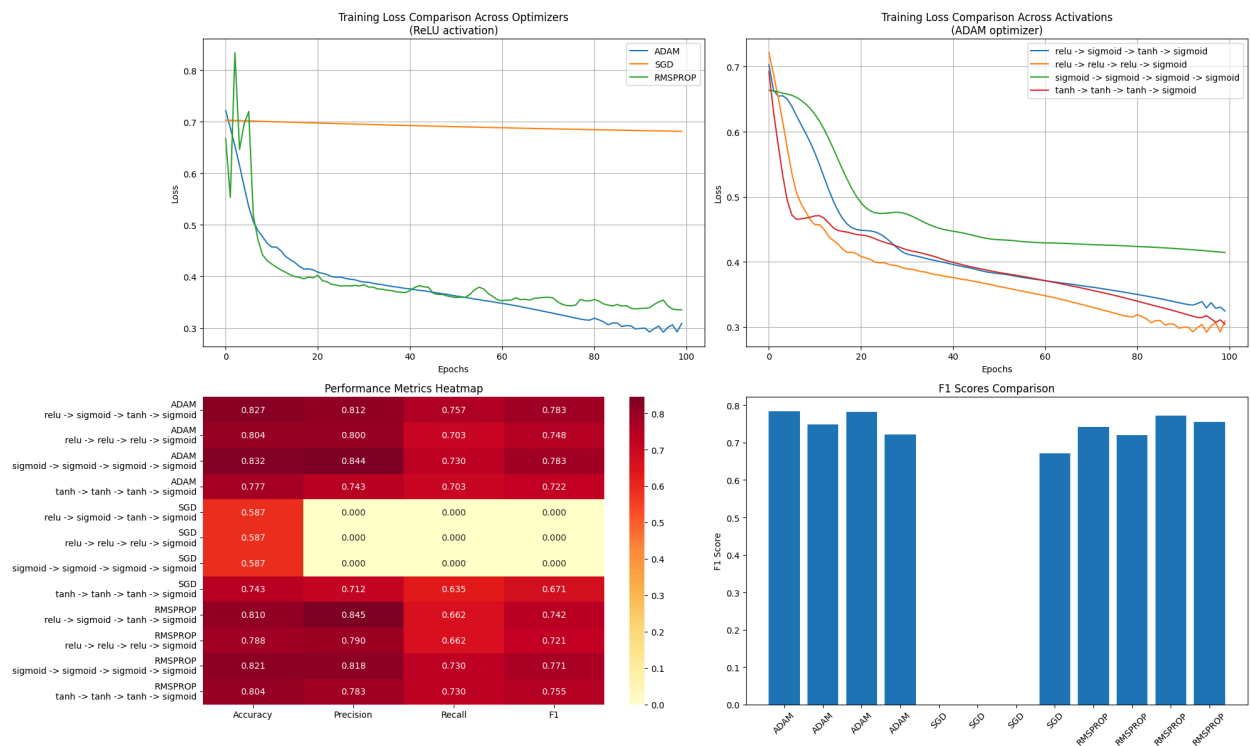 Training Loss Comparison Across Optimizers
(ReLU activation)
ADAM
SGD
RMSPROP
Loss
0.8
0.7
0.6
0.5
0.4
0.3
0
20
40
60
80
100
Epochs
Training Loss Comparison Across Activations
(ADAM optimizer)
relu -> sigmoid -> tanh -> sigmoid
relu -> relu -> relu -> sigmoid
sigmoid -> sigmoid -> sigmoid -> sigmoid
tanh -> tanh -> tanh -> sigmoid
Loss
0.7
0.6
0.5
0.4
0.3
0
20
40
60
80
100
Epochs
Performance Metrics Heatmap
ADAM
relu -> sigmoid -> tanh -> sigmoid
0.827 0.812 0.757 0.783
ADAM
relu -> relu -> relu -> sigmoid
0.804 0.800 0.703 0.748
ADAM
sigmoid -> sigmoid -> sigmoid -> sigmoid
0.832 0.844 0.730 0.783
ADAM
tanh -> tanh -> tanh -> sigmoid
0.777 0.743 0.703 0.722
SGD
relu -> sigmoid -> tanh -> sigmoid
0.587 0.000 0.000 0.000
SGD
relu -> relu -> relu -> sigmoid
0.587 0.000 0.000 0.000
SGD
sigmoid -> sigmoid -> sigmoid -> sigmoid
0.587 0.000 0.000 0.000
SGD
tanh -> tanh -> tanh -> sigmoid
0.743 0.712 0.635 0.671
RMSPROP
relu -> sigmoid -> tanh -> sigmoid
0.810 0.845 0.662 0.742
RMSPROP
relu -> relu -> relu -> sigmoid
0.788 0.790 0.662 0.721
RMSPROP
sigmoid -> sigmoid -> sigmoid -> sigmoid
0.821 0.818 0.730 0.771
RMSPROP
tanh -> tanh -> tanh -> sigmoid
0.804 0.783 0.730 0.755
Accuracy Precision Recall F1
0.8
0.7
0.6
0.5
0.4
0.3
0.2
0.1
0.0
F1 Scores Comparison
F1 Score
0.8
0.7
0.6
0.5
0.4
0.3
0.2
0.1
0.0
ADAM
ADAM
ADAM
ADAM
SGD
SGD
SGD
SGD
RMSPROP
RMSPROP
RMSPROP
RMSPROP